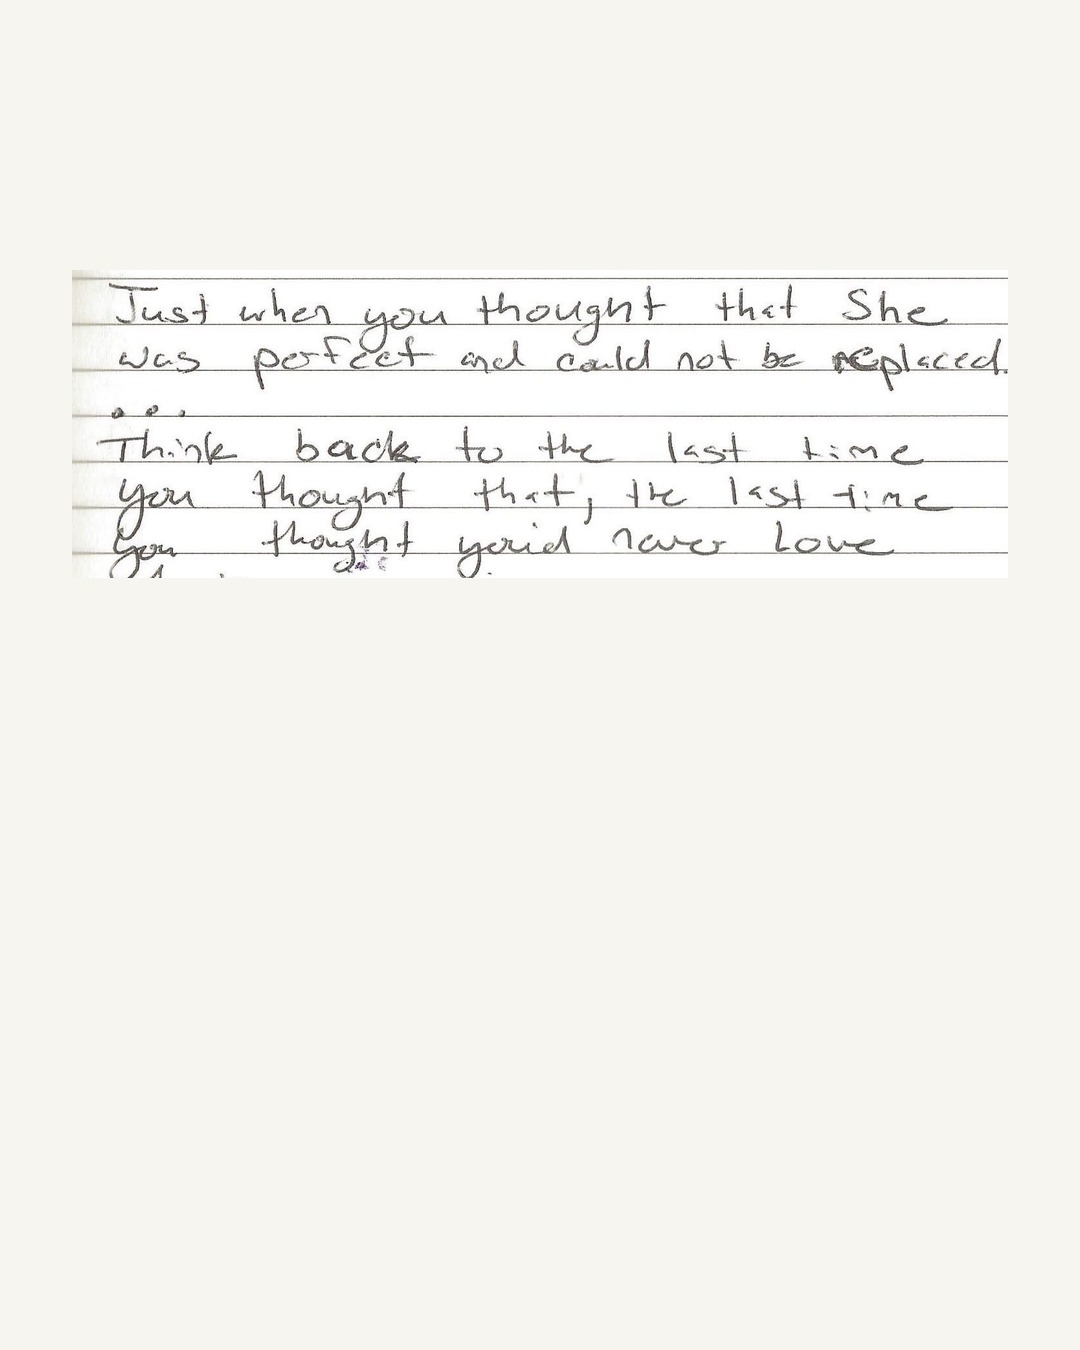 Just when you thought that She
was perfect and could not be replaced.
...
Think back to the last time
you thought that, the last time
you thought you'd never Love